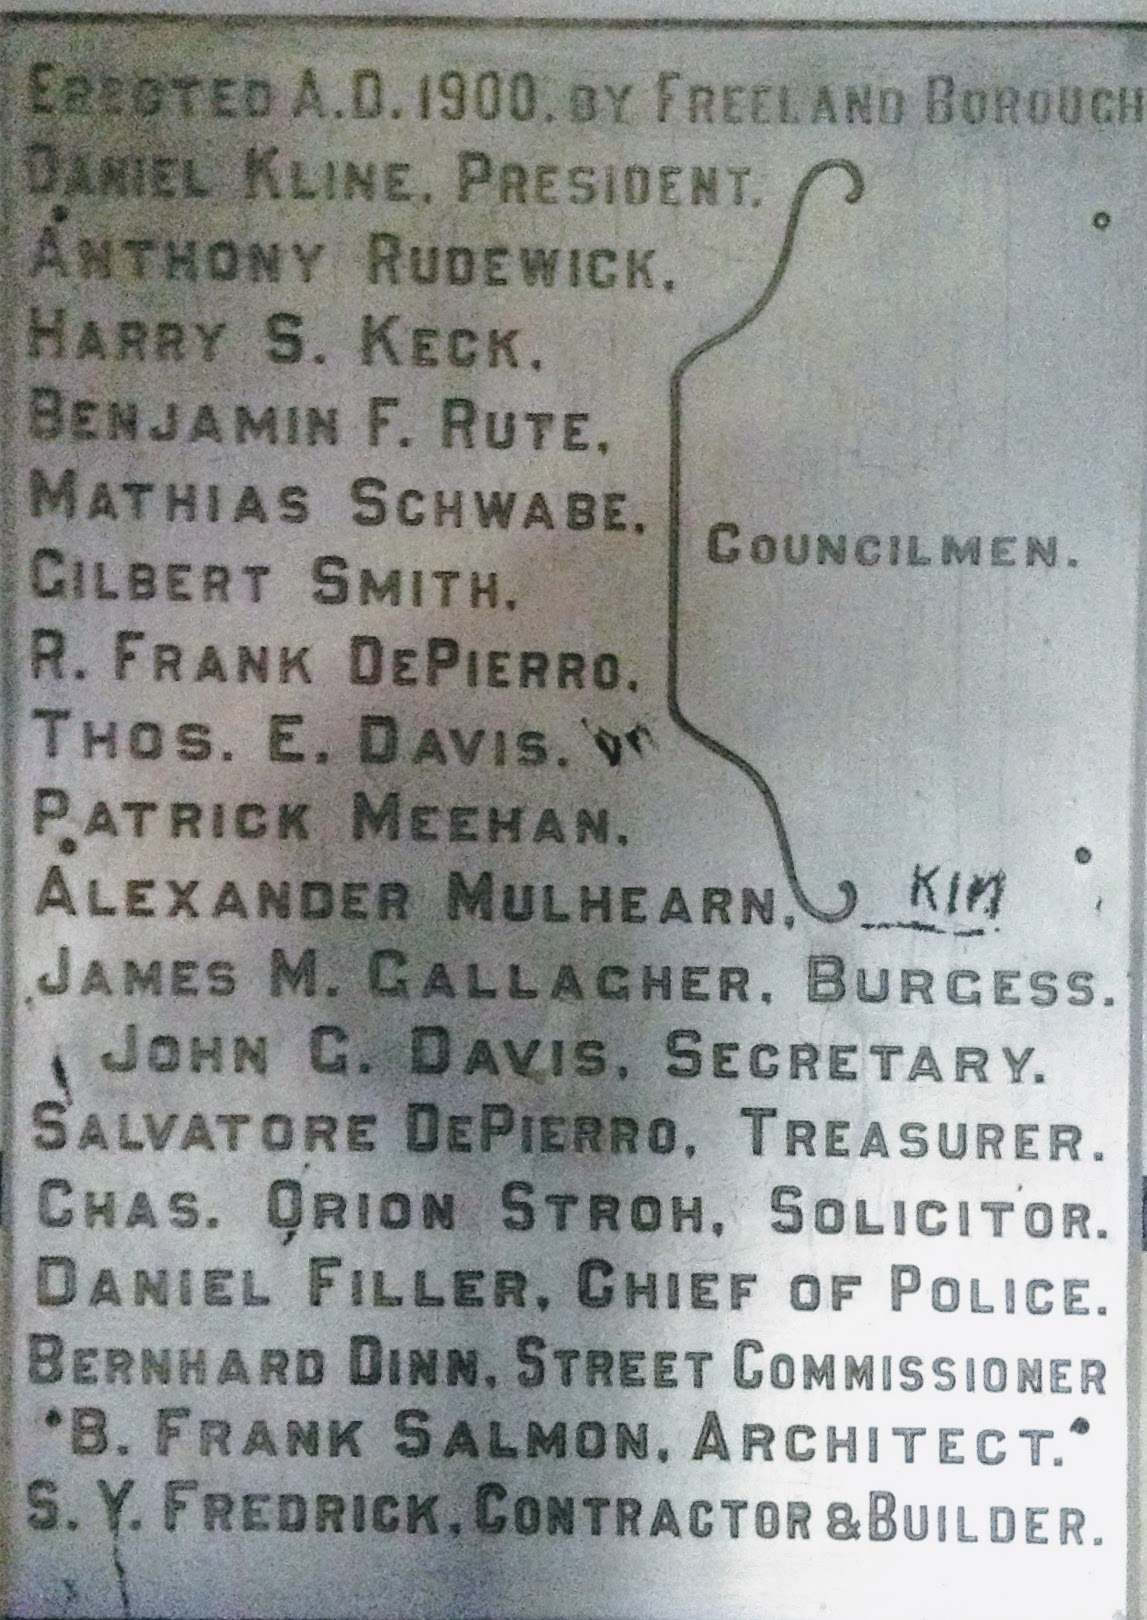 ERECTED A.D. 1900. BY FREELAND BOROUGH
DANIEL KLINE, PRESIDENT.
ANTHONY RUDEWICK,
HARRY S. KECK,
BENJAMIN F. RUTE,
MATHIAS SCHWABE,
COUNCILMEN.
GILBERT SMITH,
R. FRANK DEPIERRO,
THOS. E. DAVIS,
PATRICK MEEHAN,
ALEXANDER MULHEARN,
KIM
JAMES M. GALLAGHER, BURGESS.
JOHN G. DAVIS, SECRETARY.
SALVATORE DEPIERRO, TREASURER.
CHAS. ORION STROH, SOLICITOR.
DANIEL FILLER, CHIEF OF POLICE.
BERNHARD DINN, STREET COMMISSIONER
B. FRANK SALMON, ARCHITECT.
S. Y. FREDRICK, CONTRACTOR & BUILDER.